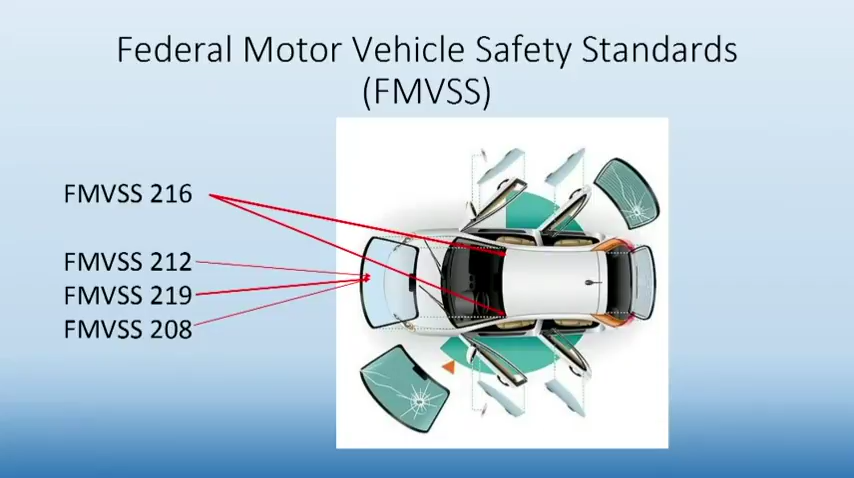 Federal Motor Vehicle Safety Standards
(FMVSS)
FMVSS 216
FMVSS 212
FMVSS 219
FMVSS 208